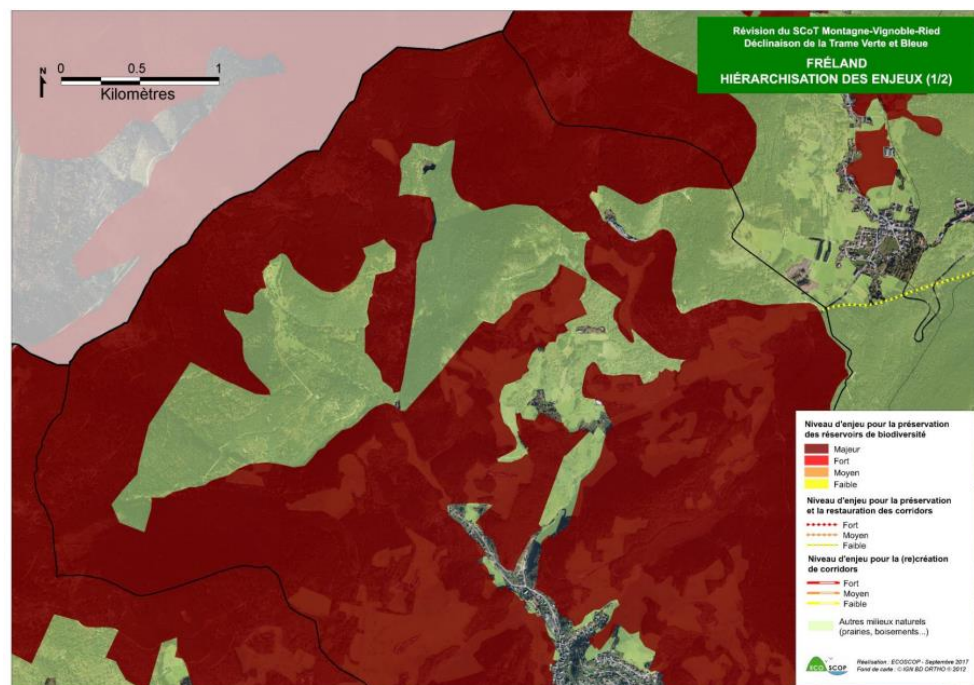 Révision du SCoT Montagne-Vignoble-Ried
Déclinaison de la Trame Verte et Bleue
FRÉLAND
HIÉRARCHISATION DES ENJEUX (1/2)
N
0 0.5 1
Kilomètres
Niveau d'enjeu pour la préservation
des réservoirs de biodiversité
Majeur
Fort
Moyen
Faible
Niveau d'enjeu pour la préservation
et la restauration des corridors
Fort
Moyen
Faible
Niveau d'enjeu pour la (re)création
de corridors
Fort
Moyen
Faible
Autres milieux naturels
(prairies, boisements...)
ECOSCOP
Réalisation : ECOSCOP - Septembre 2017
Fond de carte : © IGN BD ORTHO ® 2012